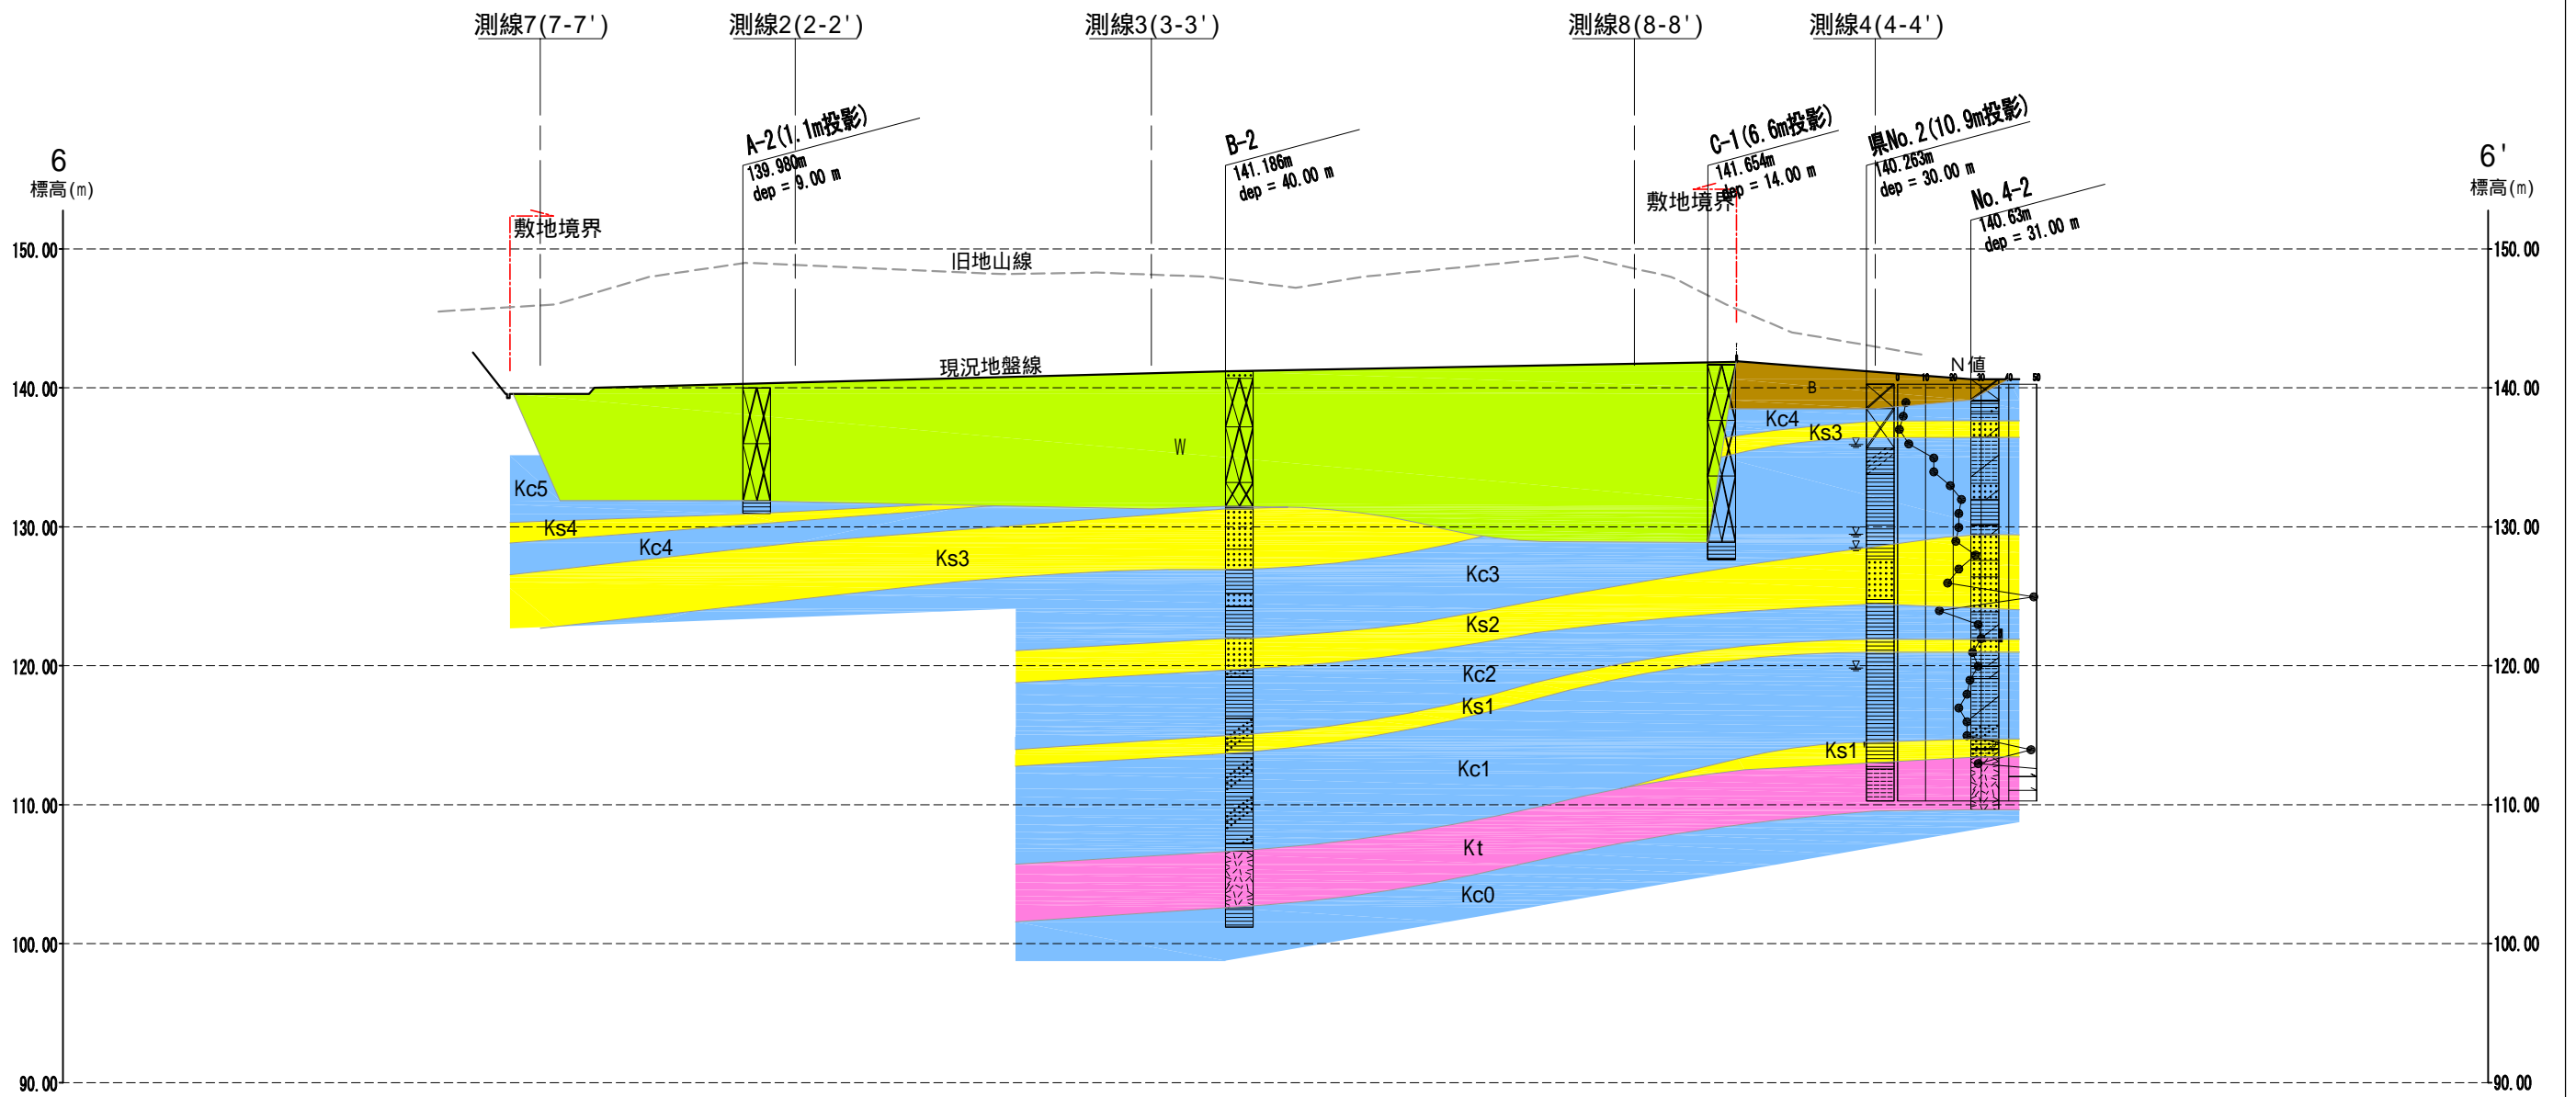 測線7(7-7')
測線2(2-2')
測線3(3-3')
測線8(8-8')
測線4(4-4')
A-2(1.1m投影)
139.980m
dep = 9.00 m
B-2
141.186m
dep = 40.00 m
C-1(6.6m投影)
141.654m
dep = 14.00 m
県No.2(10.9m投影)
140.263m
dep = 30.00 m
No.4-2
140.63m
dep = 31.00 m
6
標高(m)
6'
標高(m)
敷地境界
敷地境界
150.00
150.00
旧地山線
現況地盤線
N値
0 10 20 30 40 50
140.00
140.00
B
Kc4
Ks3
W
Kc5
Ks4
130.00
130.00
Kc4
Ks3
Kc3
Ks2
120.00
120.00
Kc2
Ks1
Ks1'
Kc1
110.00
110.00
Kt
Kc0
100.00
100.00
90.00
90.00